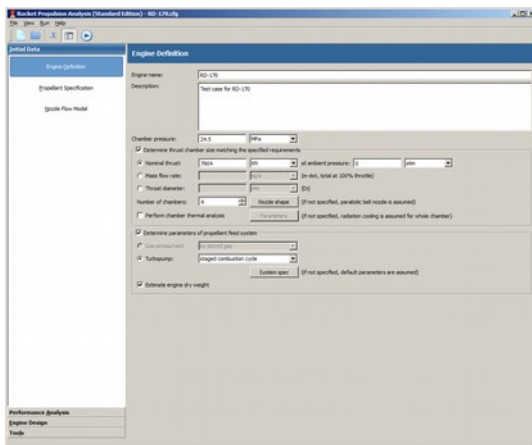 Rocket Propulsion Analysis (Standard Edition) - RD-170.cfg
File View Run Help
Initial Data
Engine Definition
Propellant Specification
Nozzle Flow Model
Performance Analysis
Engine Design
Tools
Engine Definition
Engine name: RD-170
Description: Test case for RD-170
Chamber pressure: 24.5 MPa
Determine thrust chamber size matching the specified requirements
Nominal thrust: 7904 kN at ambient pressure: 0 atm
Mass flow rate: kg/s (m-dot, total at 100% throttle)
Throat diameter: mm (Dt)
Number of chambers: 4 Nozzle shape (if not specified, parabolic bell nozzle is assumed)
Perform chamber thermal analysis Parameters (if not specified, radiation cooling is assumed for whole chamber)
Determine parameters of propellant feed system
Gas pressurized: by stored gas
Turbopump: staged combustion cycle
System spec (if not specified, default parameters are assumed)
Estimate engine dry weight